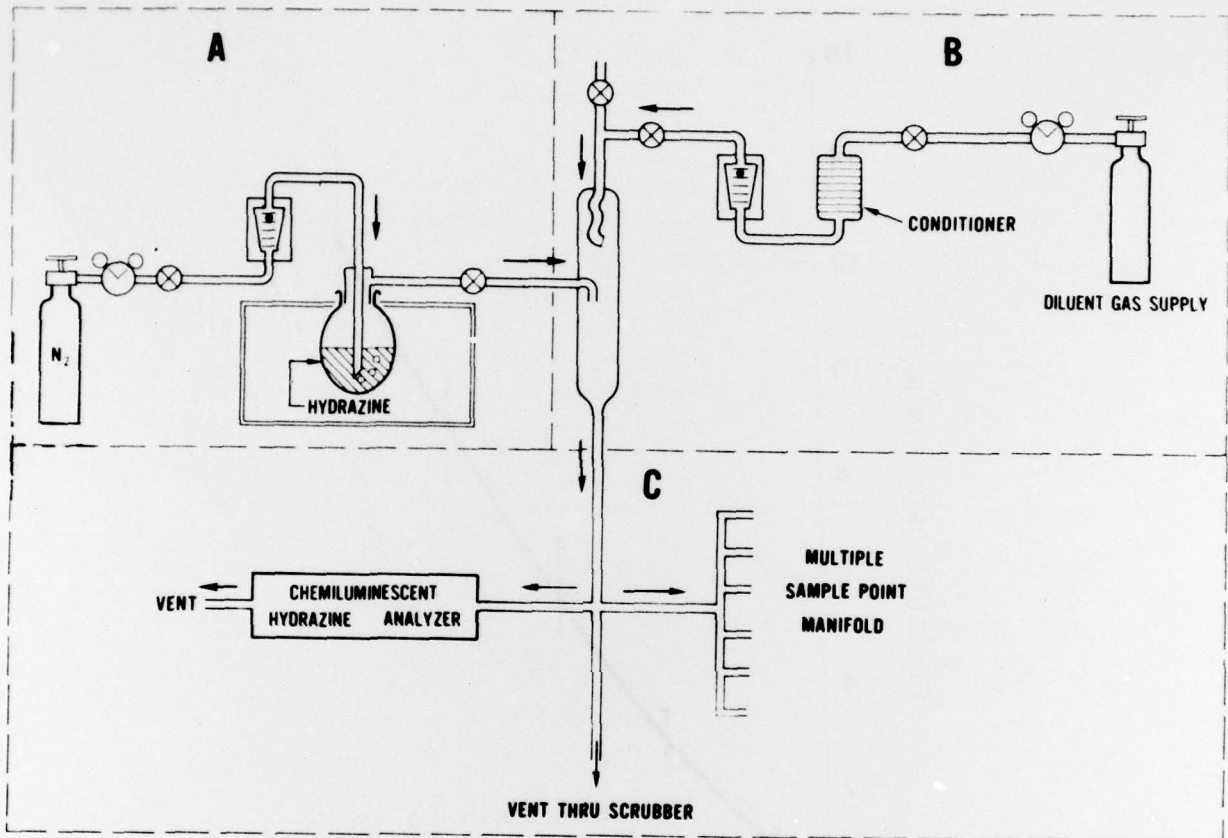 A
B
CONDITIONER
DILUENT GAS SUPPLY
N2
HYDRAZINE
C
MULTIPLE
SAMPLE POINT
MANIFOLD
VENT
CHEMILUMINESCENT
HYDRAZINE ANALYZER
VENT THRU SCRUBBER